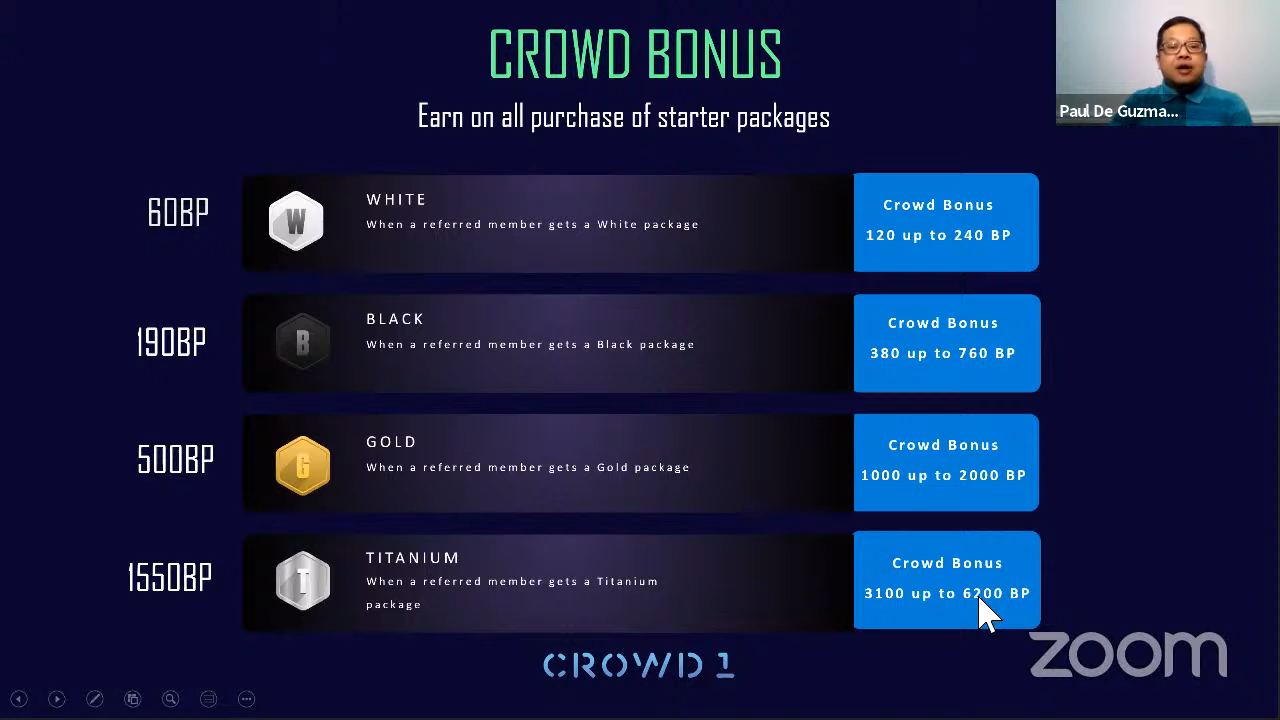 CROWD BONUS
Earn on all purchase of starter packages
Paul De Guzma...
60BP
W
WHITE
When a referred member gets a White package
Crowd Bonus
120 up to 240 BP
190BP
B
BLACK
When a referred member gets a Black package
Crowd Bonus
380 up to 760 BP
500BP
G
GOLD
When a referred member gets a Gold package
Crowd Bonus
1000 up to 2000 BP
1550BP
T
TITANIUM
When a referred member gets a Titanium
package
Crowd Bonus
3100 up to 6200 BP
CROWD 1
zoom